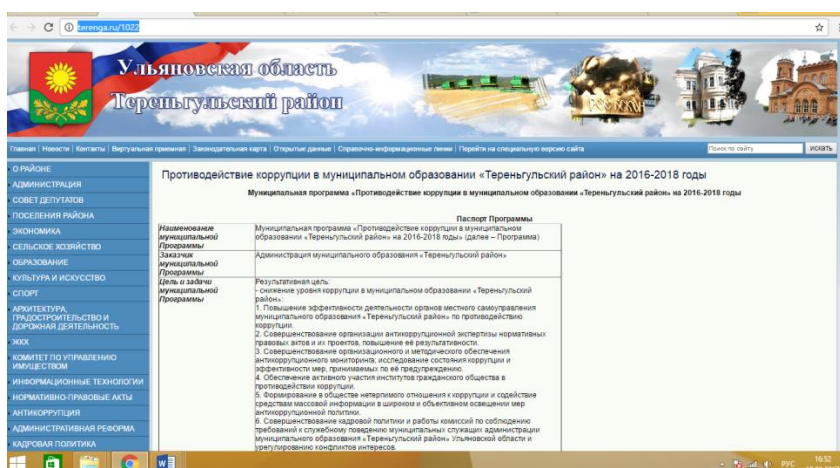 terenga.ru/1022
Ульяновская область
Тереньгульский район
Главная | Новости | Контакты | Виртуальная приемная | Законодательная карта | Открытые данные | Справочно-информационные линии | Перейти на специальную версию сайта
Поиск по сайту
ИСКАТЬ
О РАЙОНЕ
АДМИНИСТРАЦИЯ
СОВЕТ ДЕПУТАТОВ
ПОСЕЛЕНИЯ РАЙОНА
ЭКОНОМИКА
СЕЛЬСКОЕ ХОЗЯЙСТВО
ОБРАЗОВАНИЕ
КУЛЬТУРА И ИСКУССТВО
СПОРТ
АРХИТЕКТУРА,
ГРАДОСТРОИТЕЛЬСТВО И
ДОРОЖНАЯ ДЕЯТЕЛЬНОСТЬ
ЖКХ
КОМИТЕТ ПО УПРАВЛЕНИЮ
ИМУЩЕСТВОМ
ИНФОРМАЦИОННЫЕ ТЕХНОЛОГИИ
НОРМАТИВНО-ПРАВОВЫЕ АКТЫ
АНТИКОРРУПЦИЯ
АДМИНИСТРАТИВНАЯ РЕФОРМА
КАДРОВАЯ ПОЛИТИКА
Противодействие коррупции в муниципальном образовании «Тереньгульский район» на 2016-2018 годы
Муниципальная программа «Противодействие коррупции в муниципальном образовании «Тереньгульский район» на 2016-2018 годы
Паспорт Программы
Наименование
муниципальной
Программы
Муниципальная программа «Противодействие коррупции в муниципальном
образовании «Тереньгульский район» на 2016-2018 годы» (далее – Программа)
Заказчик
муниципальной
Программы
Администрация муниципального образования «Тереньгульский район»
Цель и задачи
муниципальной
Программы
Результативная цель:
- снижение уровня коррупции в муниципальном образовании «Тереньгульский
район»:
1. Повышение эффективности деятельности органов местного самоуправления
муниципального образования «Тереньгульский район» по противодействию
коррупции.
2. Совершенствование организации антикоррупционной экспертизы нормативных
правовых актов и их проектов, повышение её результативности.
3. Совершенствование организационного и методического обеспечения
антикоррупционного мониторинга; исследование состояния коррупции и
эффективности мер, принимаемых по её предупреждению.
4. Обеспечение активного участия институтов гражданского общества в
противодействии коррупции.
5. Формирование в обществе нетерпимого отношения к коррупции и содействие
средствам массовой информации в широком и объективном освещении мер
антикоррупционной политики.
6. Совершенствование кадровой политики и работы комиссий по соблюдению
требований к служебному поведению муниципальных служащих администрации
муниципального образования «Тереньгульский район» Ульяновской области и
урегулированию конфликтов интересов.
РУС
16:52